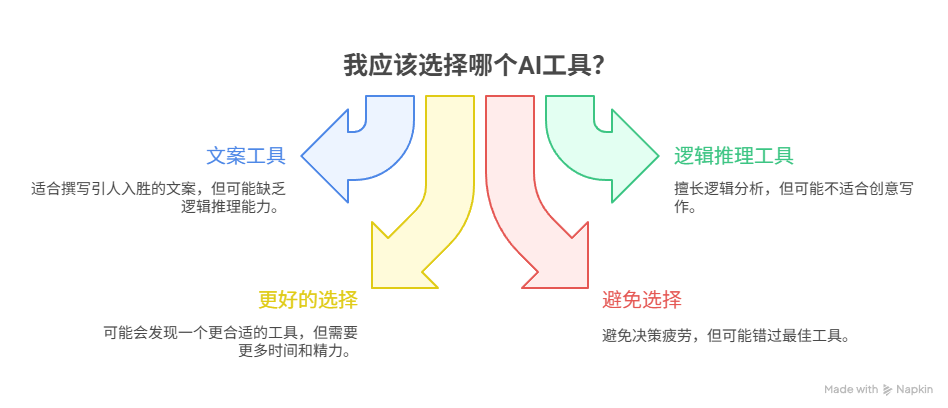 我应该选择哪个AI工具?
文案工具
适合撰写引人入胜的文案，但可能缺乏
逻辑推理能力。
逻辑推理工具
擅长逻辑分析，但可能不适合创意写
作。
更好的选择
可能会发现一个更合适的工具，但需要
更多时间和精力。
避免选择
避免决策疲劳，但可能错过最佳工具。
Made with Napkin